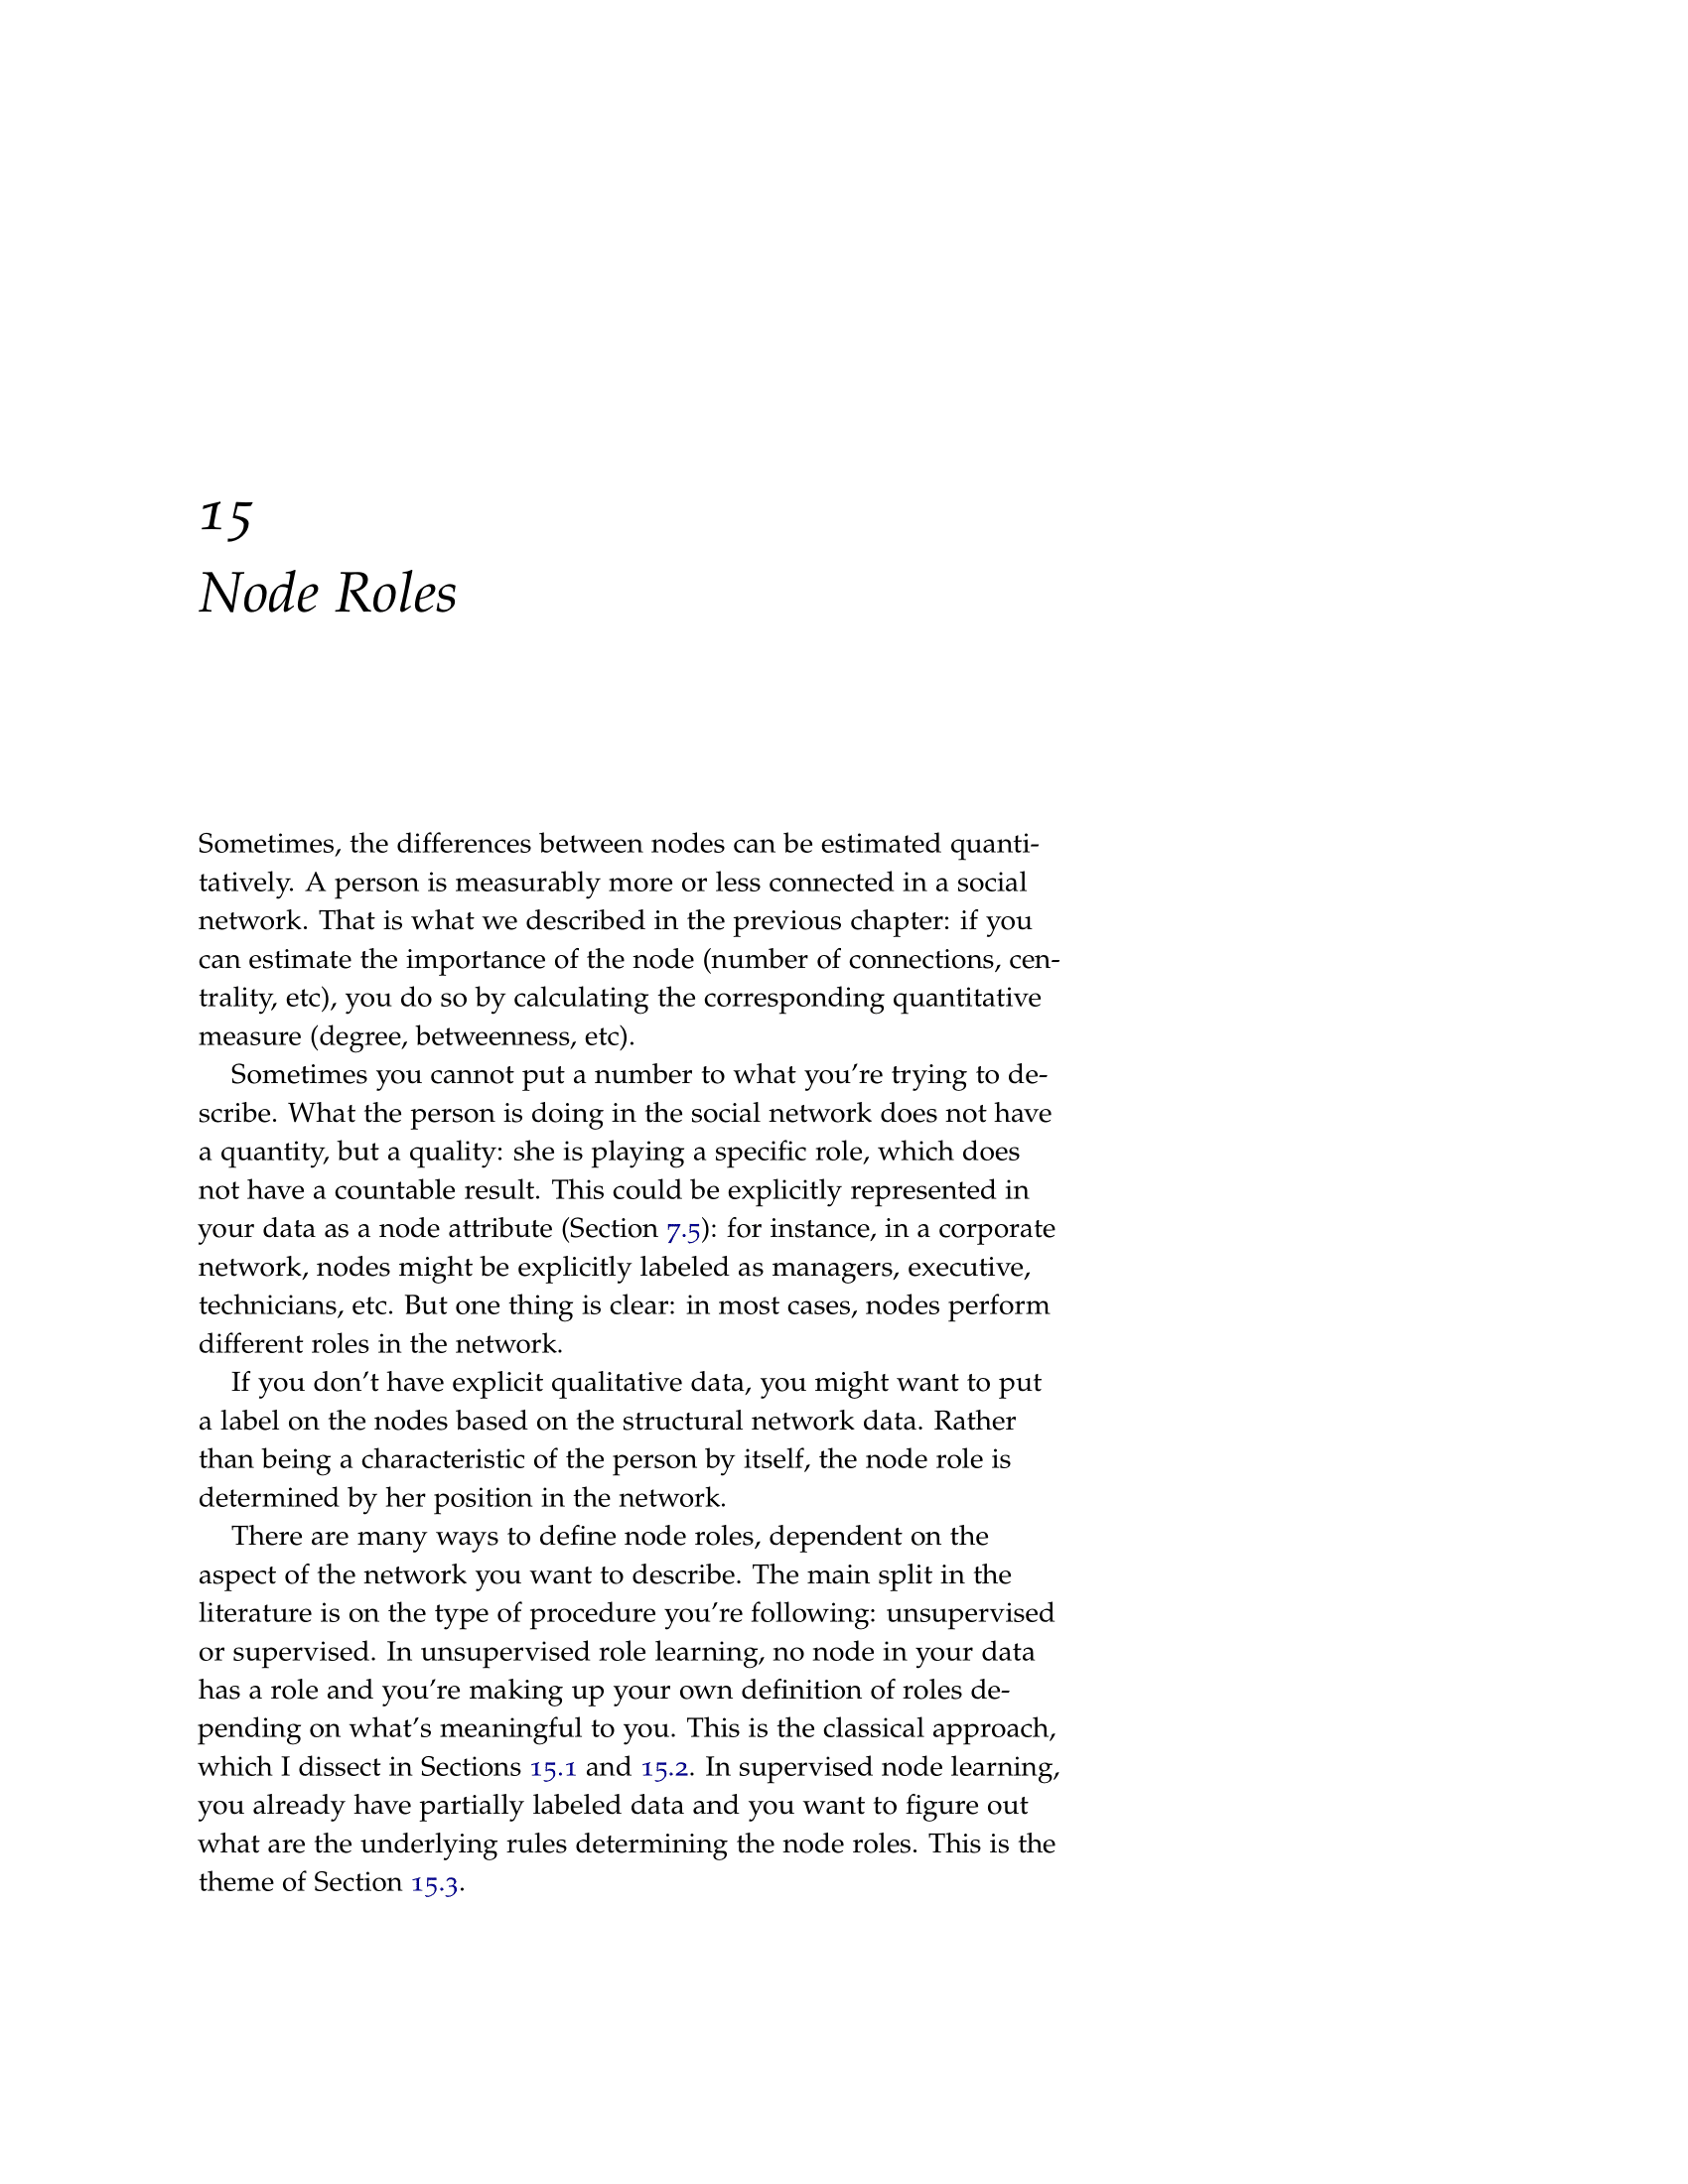 15
Node Roles
Sometimes, the differences between nodes can be estimated quanti-
tatively. A person is measurably more or less connected in a social
network. That is what we described in the previous chapter: if you
can estimate the importance of the node (number of connections, cen-
trality, etc), you do so by calculating the corresponding quantitative
measure (degree, betweenness, etc).
Sometimes you cannot put a number to what you're trying to de-
scribe. What the person is doing in the social network does not have
a quantity, but a quality: she is playing a specific role, which does
not have a countable result. This could be explicitly represented in
your data as a node attribute (Section 7.5): for instance, in a corporate
network, nodes might be explicitly labeled as managers, executive,
technicians, etc. But one thing is clear: in most cases, nodes perform
different roles in the network.
If you don't have explicit qualitative data, you might want to put
a label on the nodes based on the structural network data. Rather
than being a characteristic of the person by itself, the node role is
determined by her position in the network.
There are many ways to define node roles, dependent on the
aspect of the network you want to describe. The main split in the
literature is on the type of procedure you're following: unsupervised
or supervised. In unsupervised role learning, no node in your data
has a role and you're making up your own definition of roles de-
pending on what's meaningful to you. This is the classical approach,
which I dissect in Sections 15.1 and 15.2. In supervised node learning,
you already have partially labeled data and you want to figure out
what are the underlying rules determining the node roles. This is the
theme of Section 15.3.